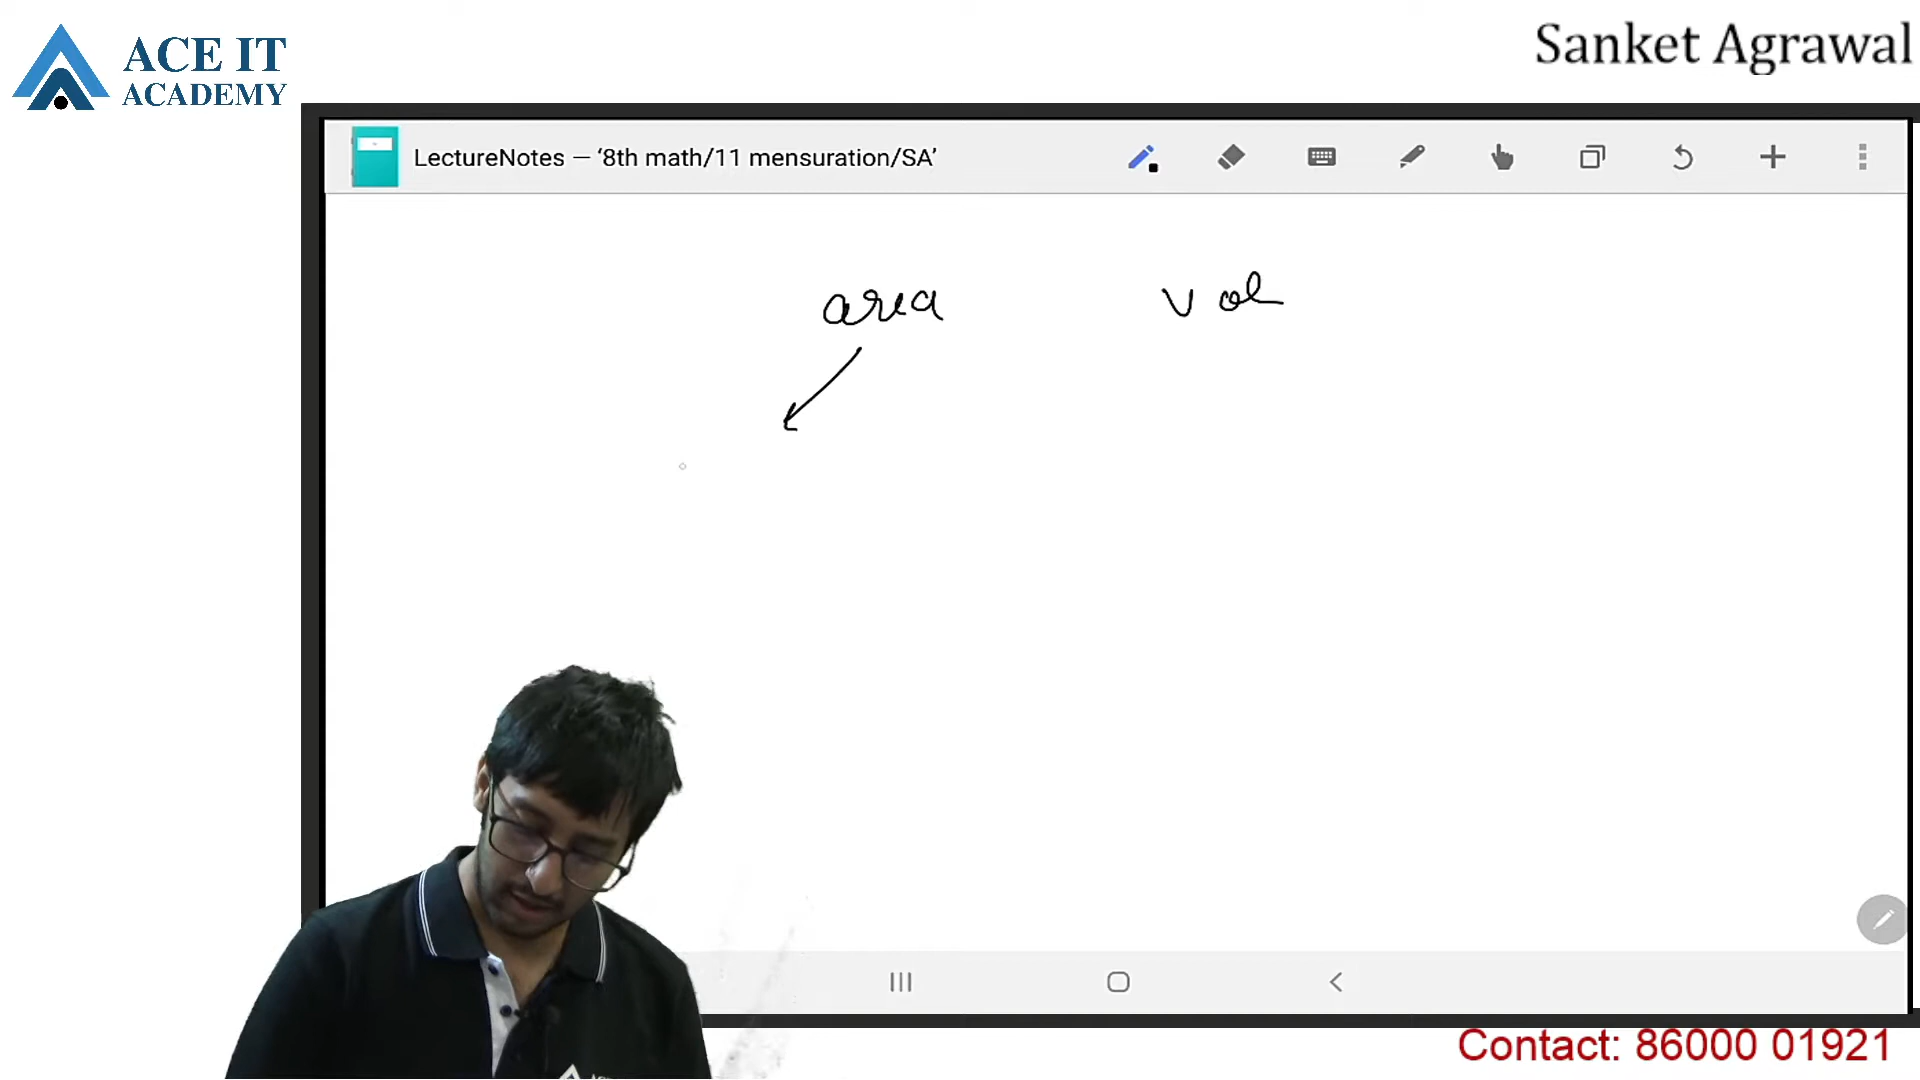 ACE IT
ACADEMY
Sanket Agrawal
LectureNotes — ‘8th math/11 mensuration/SA’
area vol
Contact: 86000 01921